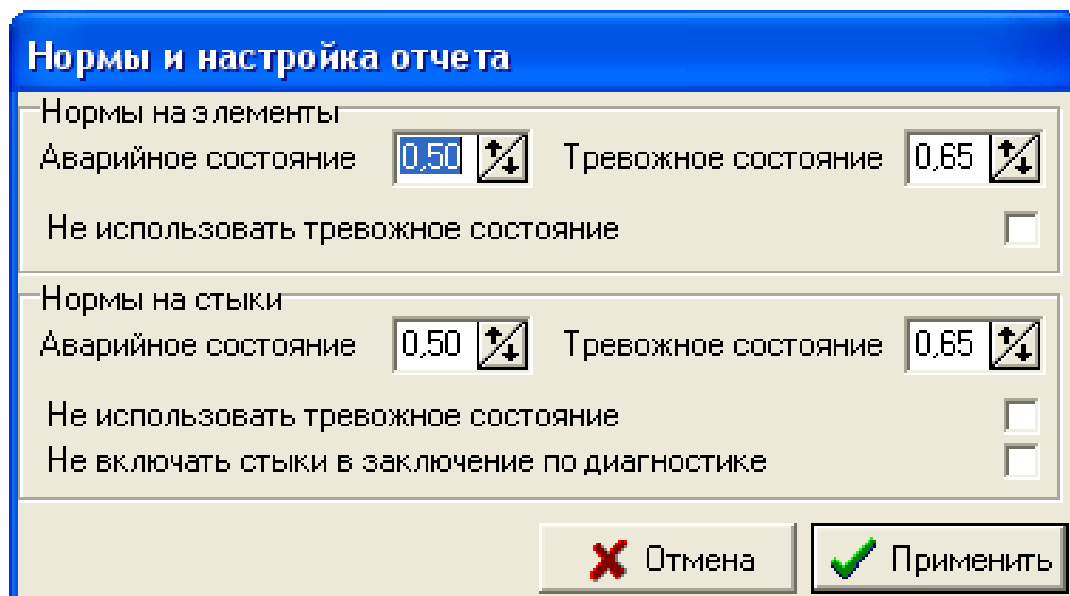 Нормы и настройка отчета
Нормы на элементы
Аварийное состояние 0,50 Тревожное состояние 0,65
Не использовать тревожное состояние
Нормы на стыки
Аварийное состояние 0,50 Тревожное состояние 0,65
Не использовать тревожное состояние
Не включать стыки в заключение по диагностике
Отмена Применить